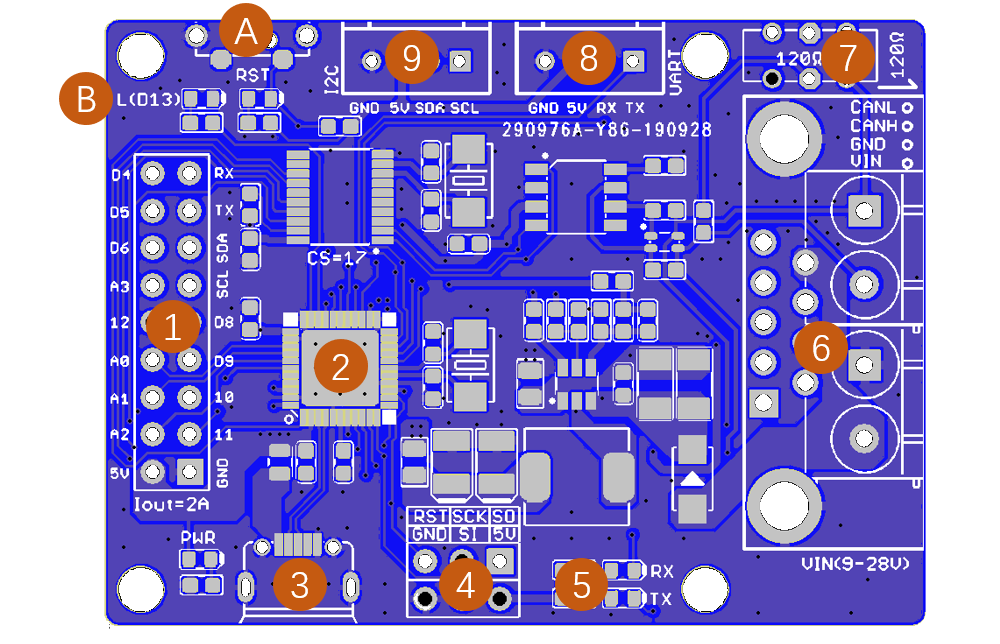 A
9
8
7
120Ω
120Ω
RST
I2C
UART
B
L(D13)
GND 5V SDA SCL
GND 5V RX TX
CANL
CANH
GND
VIN
290976A-Y86-190928
D4
RX
D5
TX
D6
SDA
CS=17
A3
SCL
12
1
D8
2
6
A0
D9
A1
10
A2
11
5V
GND
Iout=2A
RST SCK SO
GND SI 5V
PWR
VIN(9-28V)
3
4
5
RX
TX